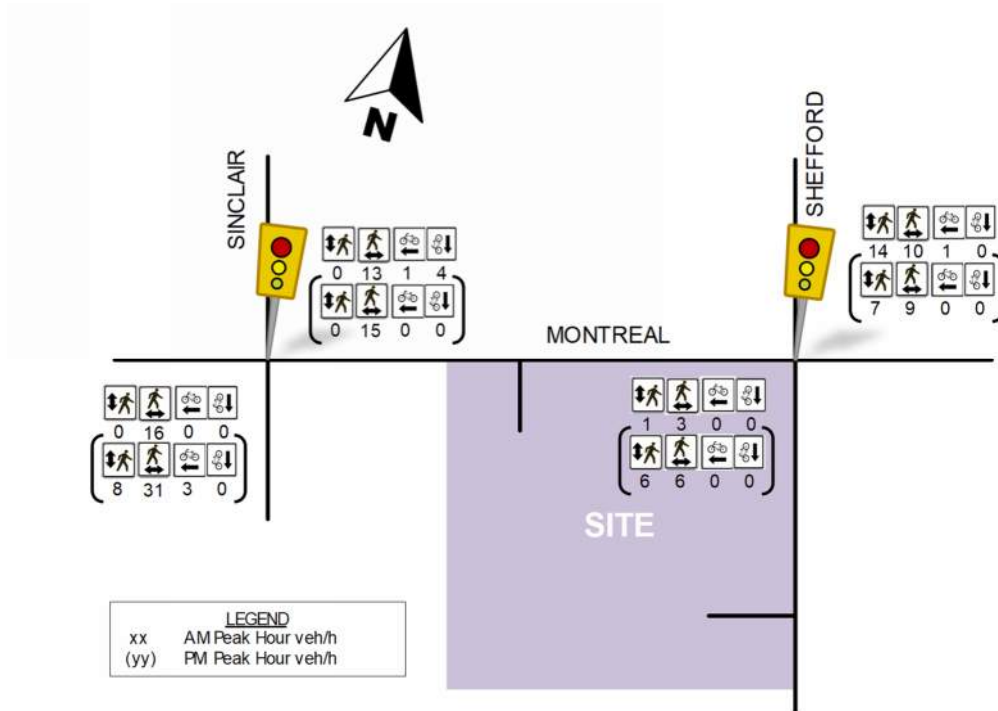 N
SINCLAIR
SHEFFORD
0 13 1 4
0 15 0 0
14 10 1 0
7 9 0 0
MONTREAL
0 16 0 0
8 31 3 0
1 3 0 0
6 6 0 0
SITE
LEGEND
xx AM Peak Hour veh/h
(yy) PM Peak Hour veh/h